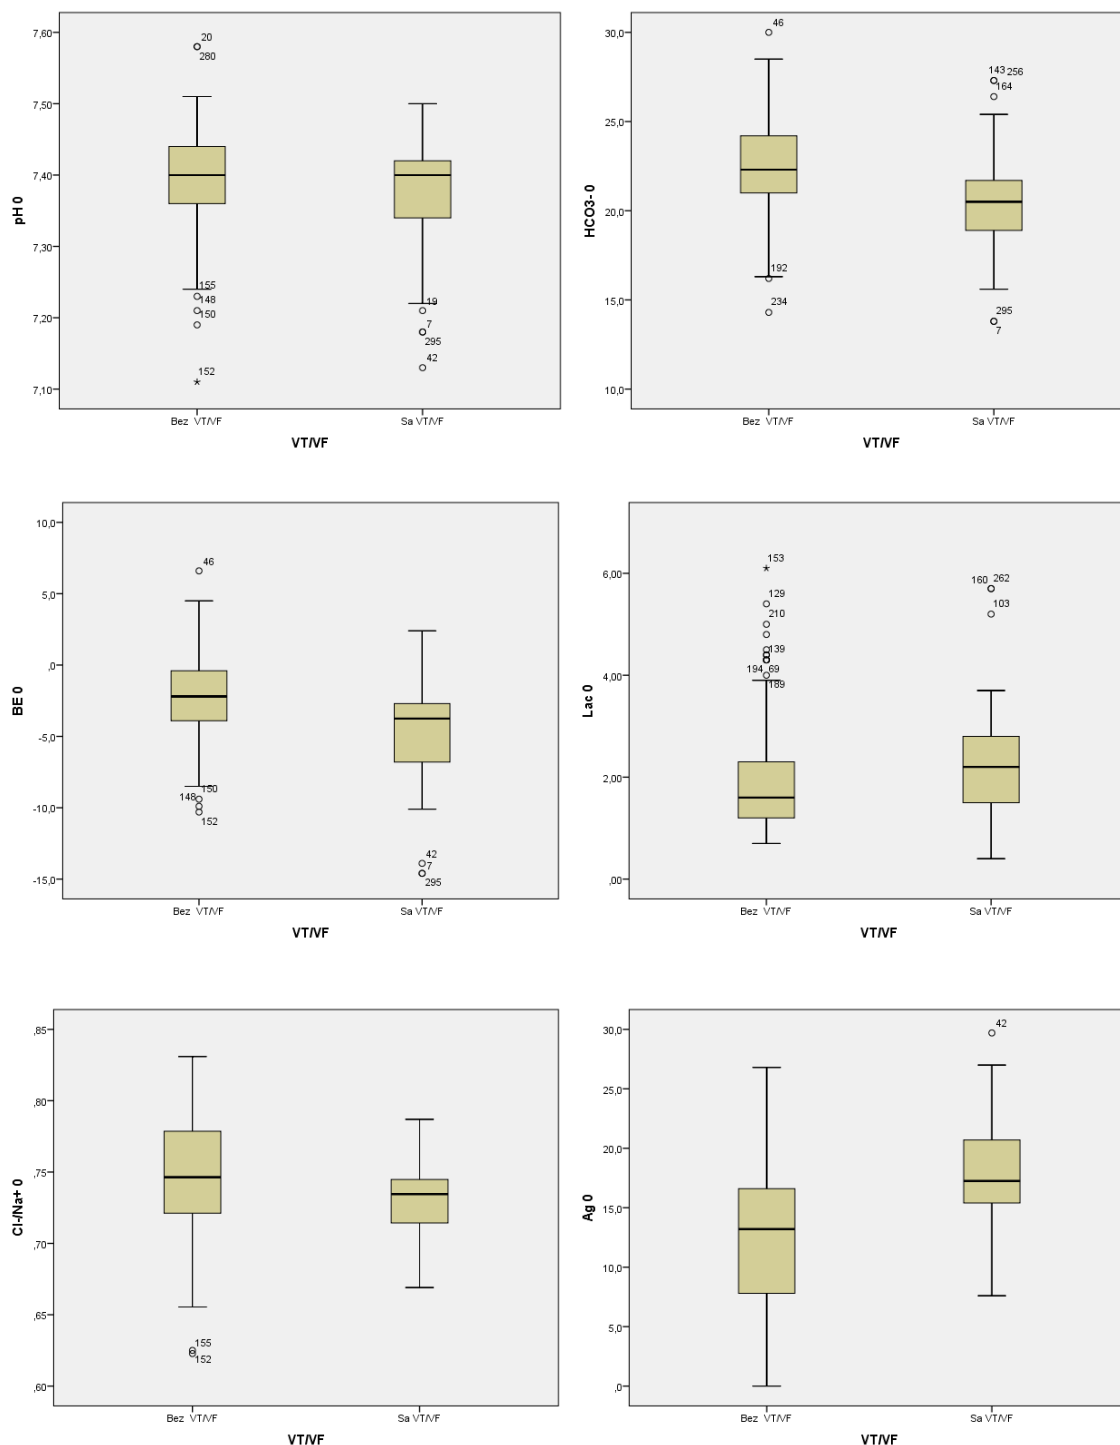 7,60
7,50
7,40
7,30
7,20
7,10
pH 0
20
280
155
148
150
152
19
7
295
42
Bez VT/VF
Sa VT/VF
VT/VF
30,0
25,0
20,0
15,0
10,0
HCO3- 0
46
192
234
143 256
164
295
7
Bez VT/VF
Sa VT/VF
VT/VF
10,0
5,0
,0
-5,0
-10,0
-15,0
BE 0
46
150
148
152
42
7
295
Bez VT/VF
Sa VT/VF
VT/VF
6,00
4,00
2,00
,00
Lac 0
153
129
210
139
194 69
189
160 262
103
Bez VT/VF
Sa VT/VF
VT/VF
,85
,80
,75
,70
,65
,60
Cl-/Na+ 0
155
152
Bez VT/VF
Sa VT/VF
VT/VF
30,0
25,0
20,0
15,0
10,0
5,0
,0
Ag 0
42
Bez VT/VF
Sa VT/VF
VT/VF